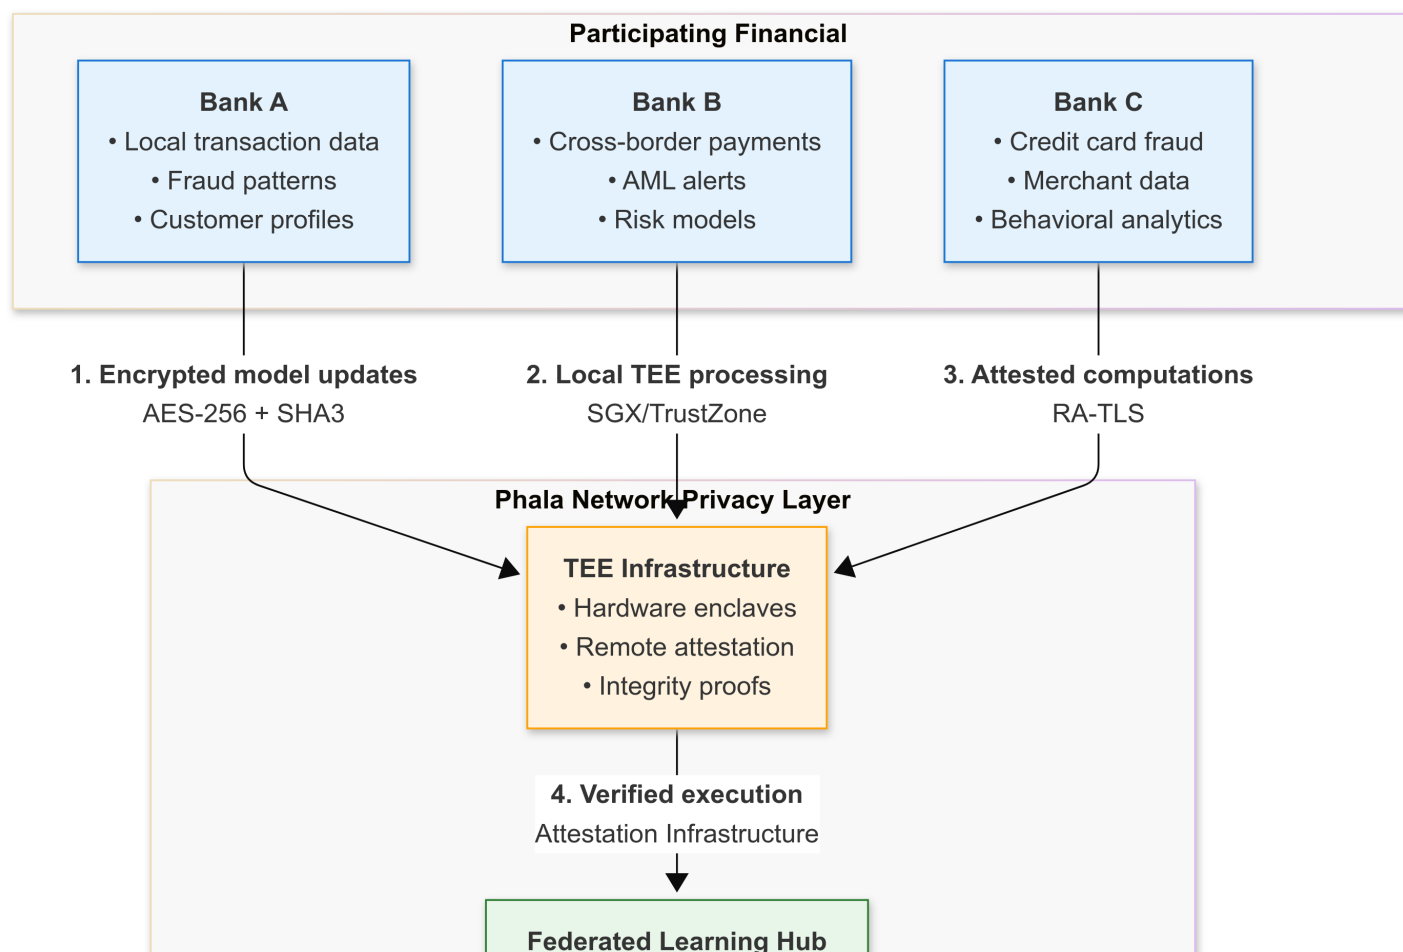 Participating Financial
Bank A
• Local transaction data
• Fraud patterns
• Customer profiles
Bank B
• Cross-border payments
• AML alerts
• Risk models
Bank C
• Credit card fraud
• Merchant data
• Behavioral analytics
1. Encrypted model updates
AES-256 + SHA3
2. Local TEE processing
SGX/TrustZone
3. Attested computations
RA-TLS
Phala Network Privacy Layer
TEE Infrastructure
• Hardware enclaves
• Remote attestation
• Integrity proofs
4. Verified execution
Attestation Infrastructure
Federated Learning Hub